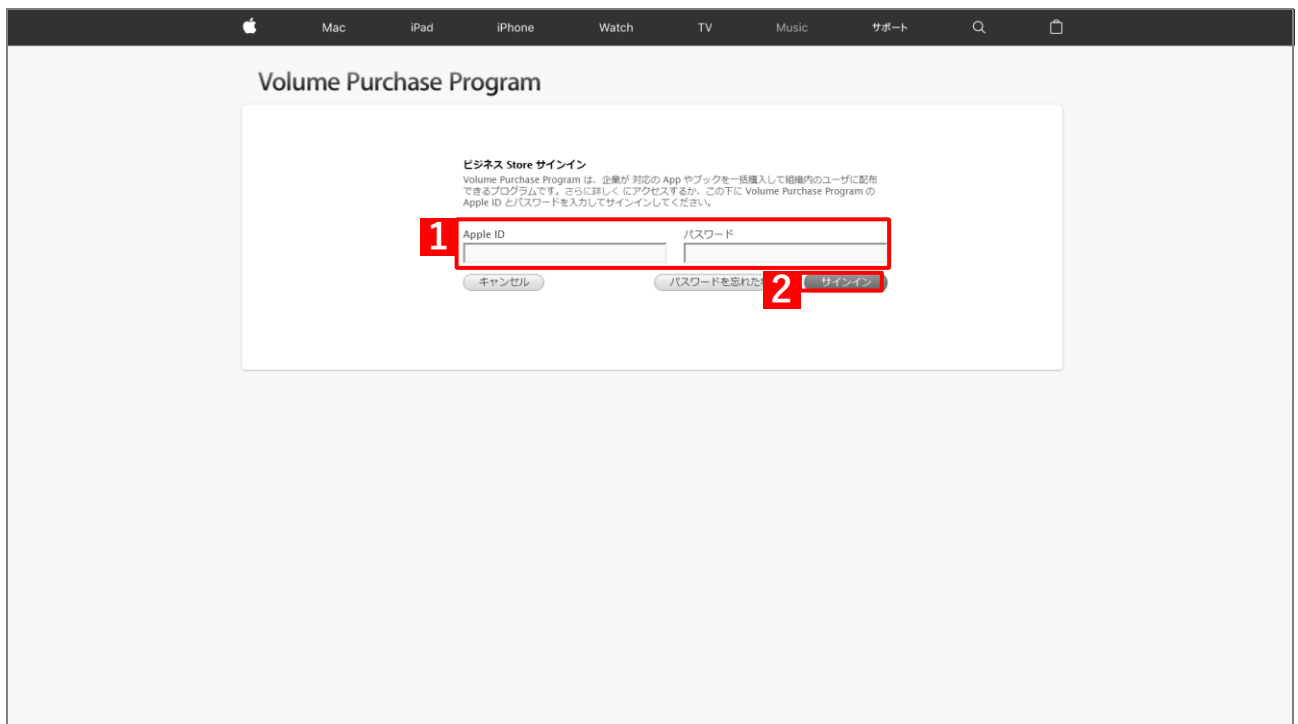 Mac iPad iPhone Watch TV Music サポート
Volume Purchase Program
ビジネス Store サインイン
Volume Purchase Program は、企業が 対応の App やブックを一括購入して組織内のユーザに配布
できるプログラムです。さらに詳しく にアクセスするか、この下に Volume Purchase Program の
Apple ID とパスワードを入力してサインインしてください。
1 Apple ID パスワード
キャンセル パスワードを忘れた 2 サインイン